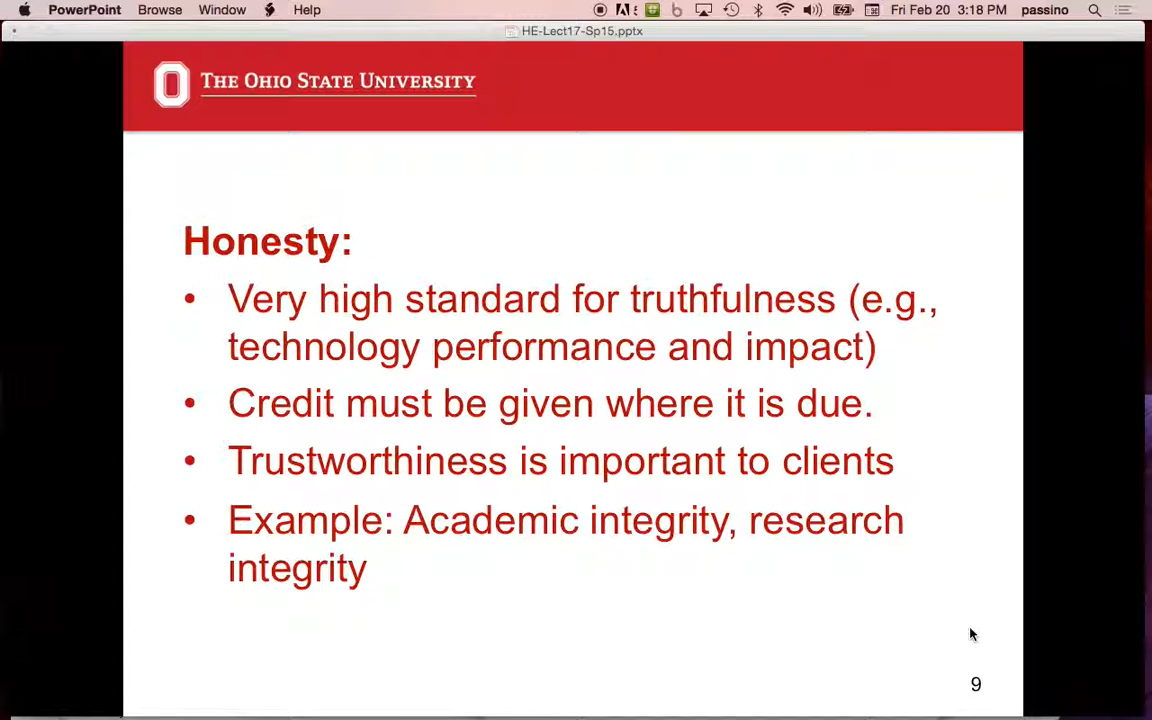 PowerPoint Browse Window Help Fri Feb 20 3:18 PM passino
HE-Lect17-Sp15.pptx
THE OHIO STATE UNIVERSITY
Honesty:
• Very high standard for truthfulness (e.g.,
technology performance and impact)
• Credit must be given where it is due.
• Trustworthiness is important to clients
• Example: Academic integrity, research
integrity
9